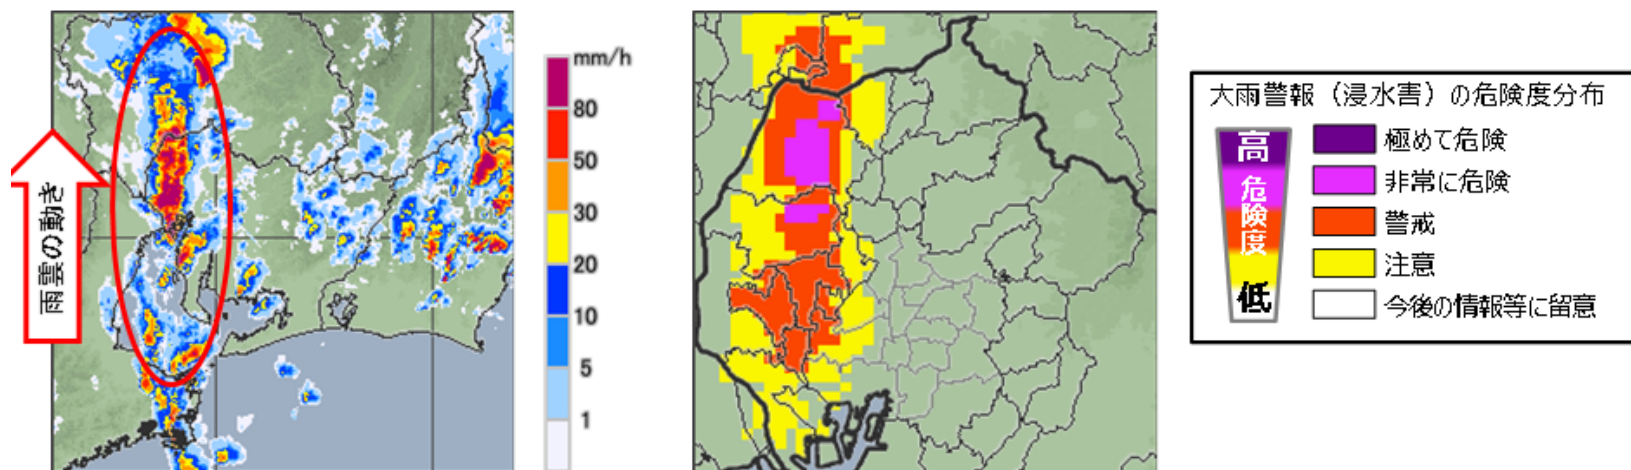 雨雲の動き
mm/h
80
50
30
20
10
5
1
大雨警報（浸水害）の危険度分布
高
危険度
低
極めて危険
非常に危険
警戒
注意
今後の情報等に留意